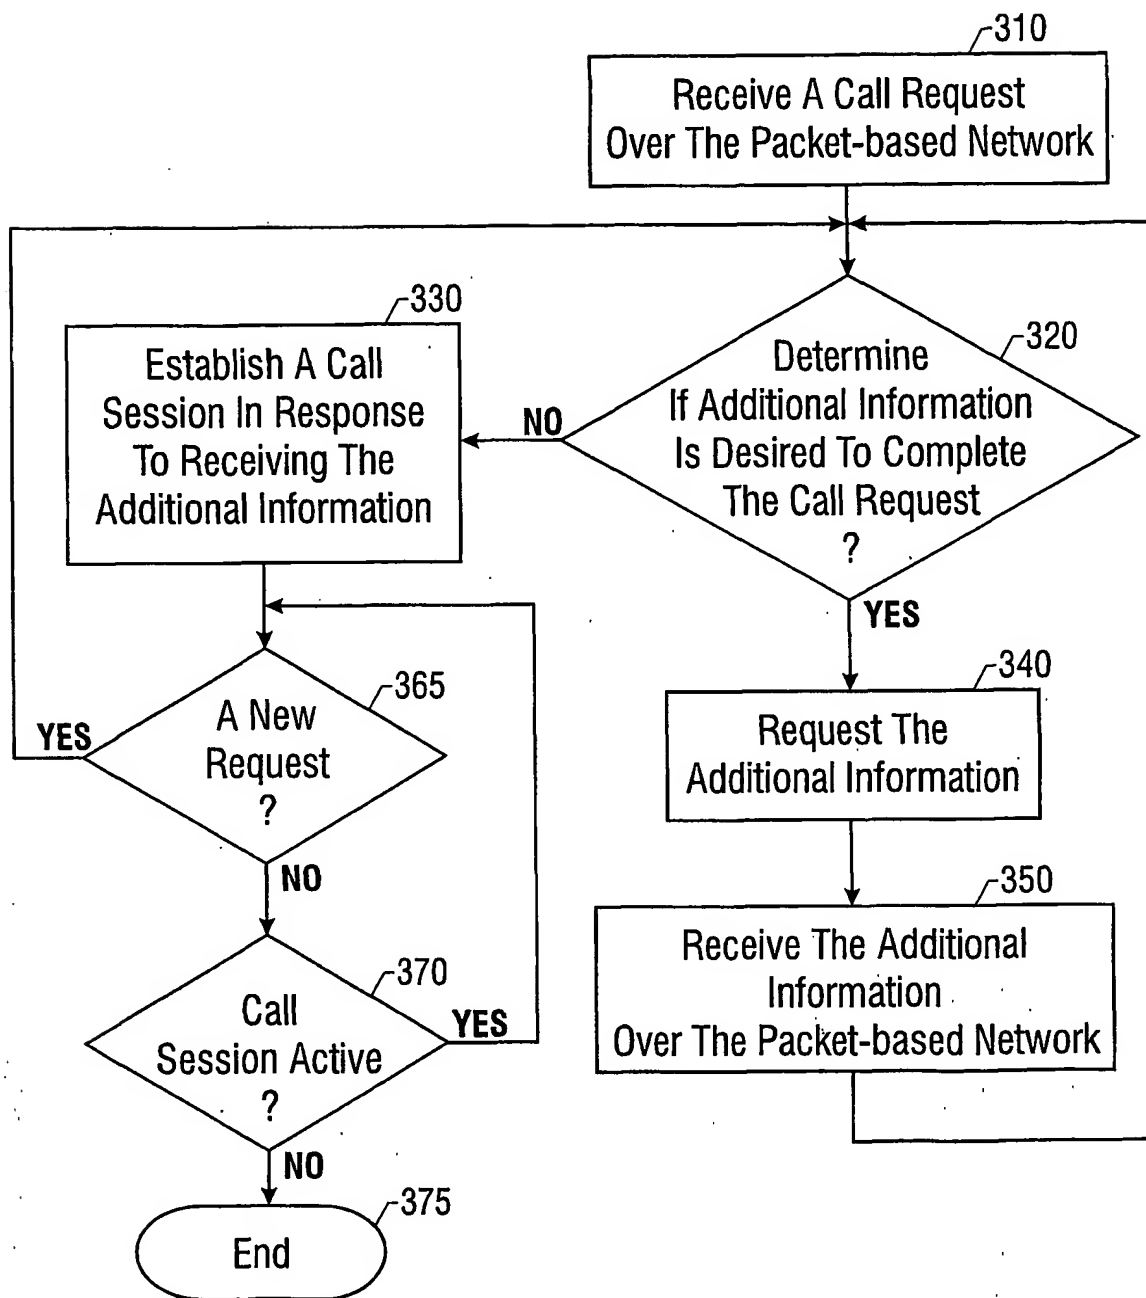 310
Receive A Call Request
Over The Packet-based Network
330
Establish A Call
Session In Response
To Receiving The
Additional Information
320
Determine
If Additional Information
Is Desired To Complete
The Call Request
?
NO
YES
340
Request The
Additional Information
350
Receive The Additional
Information
Over The Packet-based Network
365
A New
Request
?
YES
NO
370
Call
Session Active
?
YES
NO
375
End